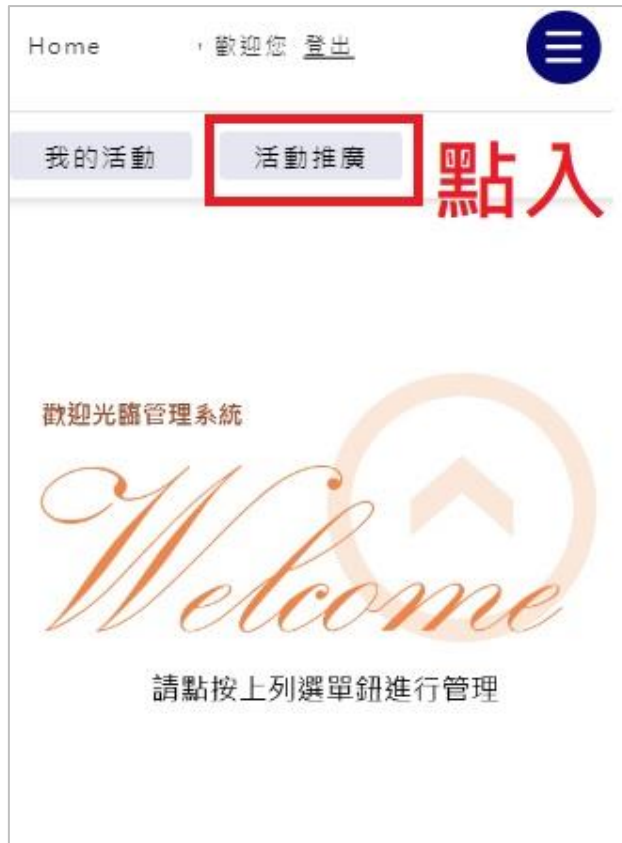 Home ，歡迎您 登出
我的活動 活動推廣 點入
歡迎光臨管理系統
Welcome
請點按上列選單鈕進行管理